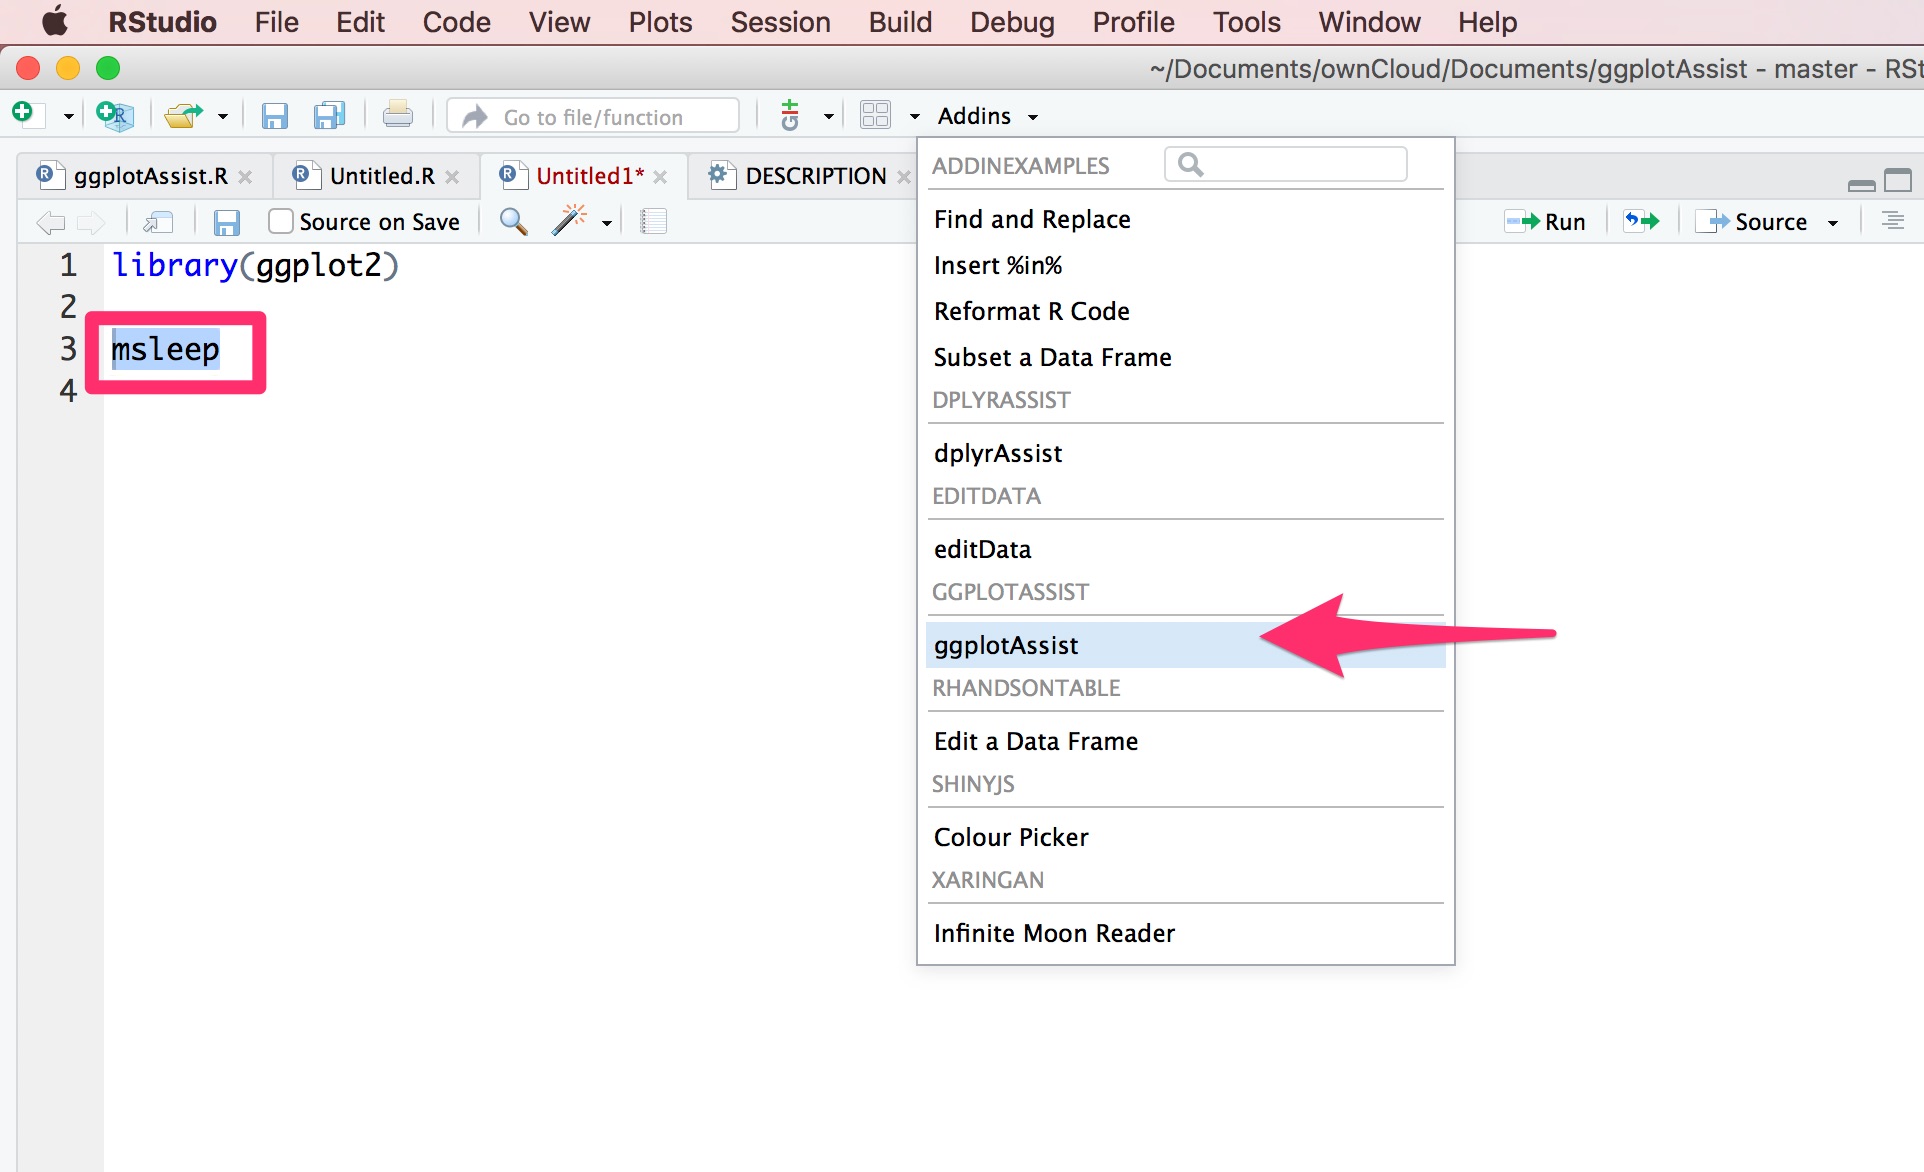 RStudio File Edit Code View Plots Session Build Debug Profile Tools Window Help
~/Documents/ownCloud/Documents/ggplotAssist - master - RSt
Go to file/function Addins
ggplotAssist.R Untitled.R Untitled1* DESCRIPTION
Source on Save Run Source
1 library(ggplot2)
2
3 msleep
4
ADDINEXAMPLES
Find and Replace
Insert %in%
Reformat R Code
Subset a Data Frame
DPLYRASSIST
dplyrAssist
EDITDATA
editData
GGPLOTASSIST
ggplotAssist
RHANDSONTABLE
Edit a Data Frame
SHINYJS
Colour Picker
XARINGAN
Infinite Moon Reader